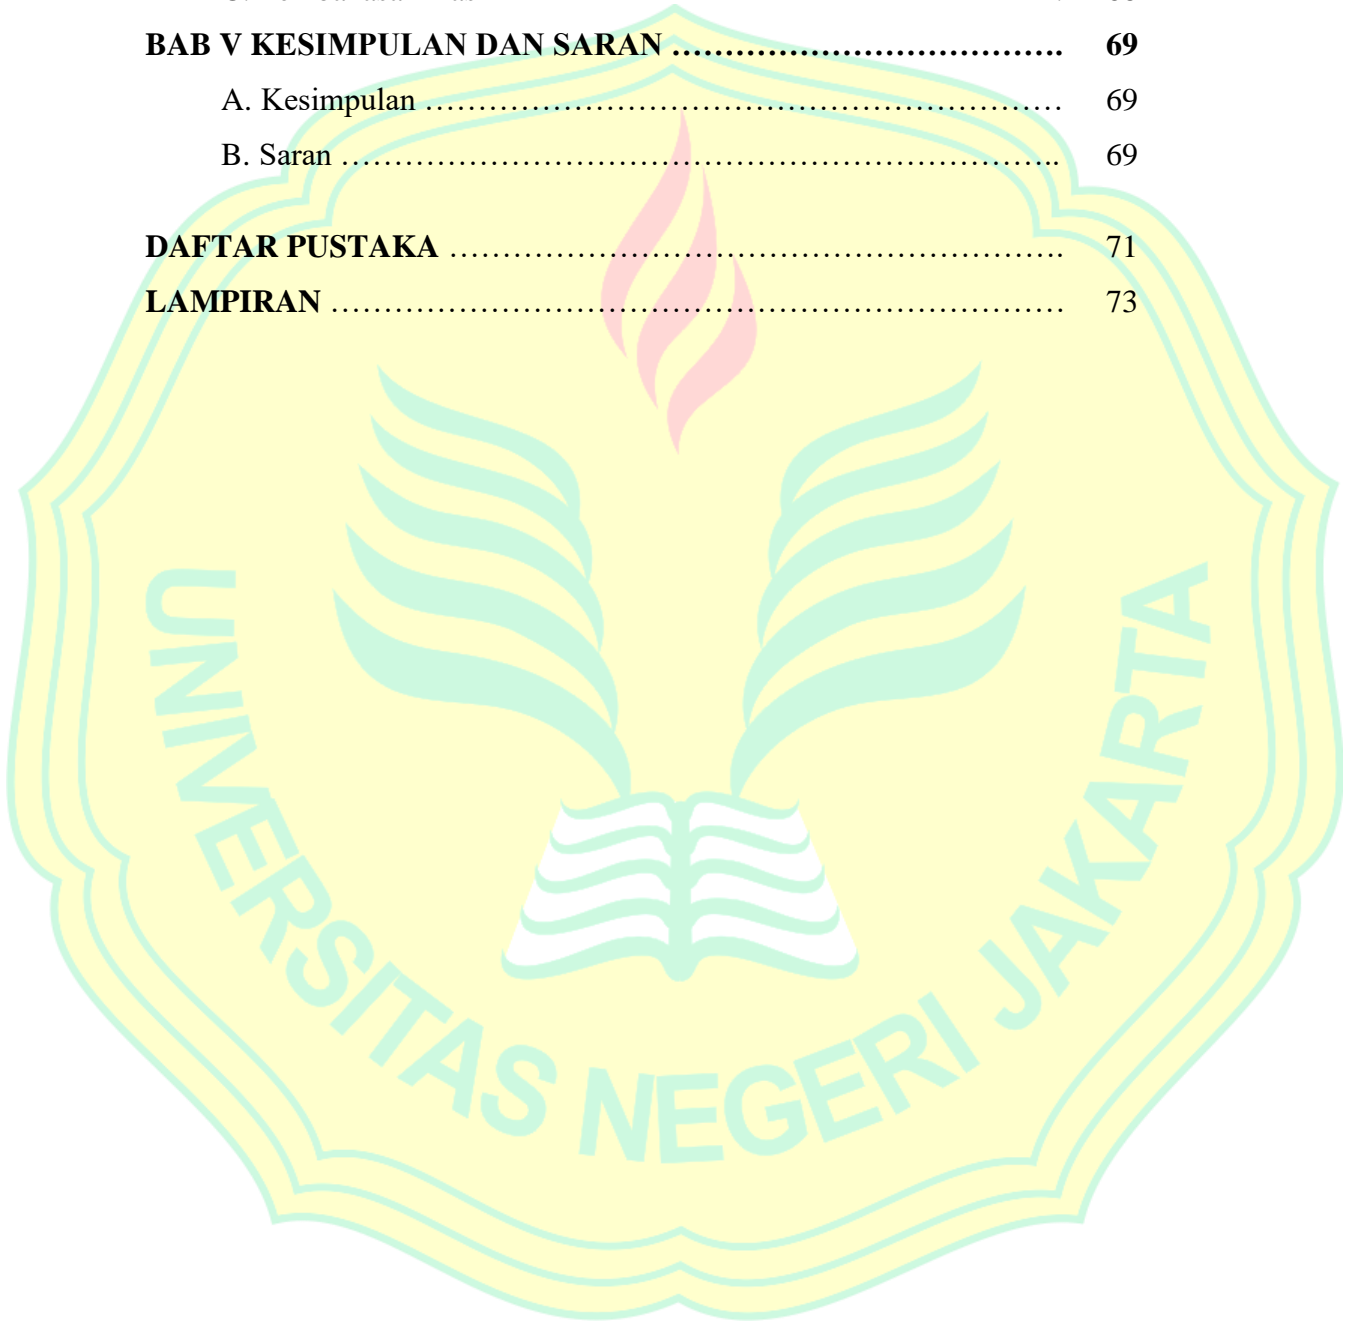 BAB V KESIMPULAN DAN SARAN ………………………………. 69
A. Kesimpulan …………………………………………………… 69
B. Saran ………………………………………………………….. 69
DAFTAR PUSTAKA …………………………………………………. 71
LAMPIRAN …………………………………………………………… 73
UNIVERSITAS NEGERI JAKARTA